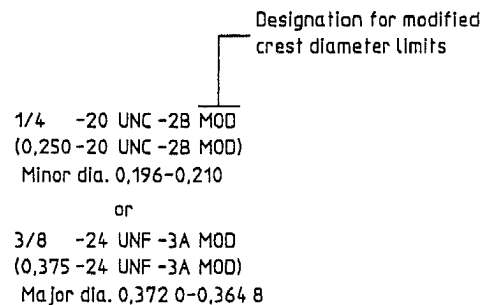 Designation for modified
crest diameter limits
1/4 -20 UNC -2B MOD
(0,250 -20 UNC -2B MOD)
Minor dia. 0,196-0,210
or
3/8 -24 UNF -3A MOD
(0,375 -24 UNF -3A MOD)
Major dia. 0,372 0-0,364 8